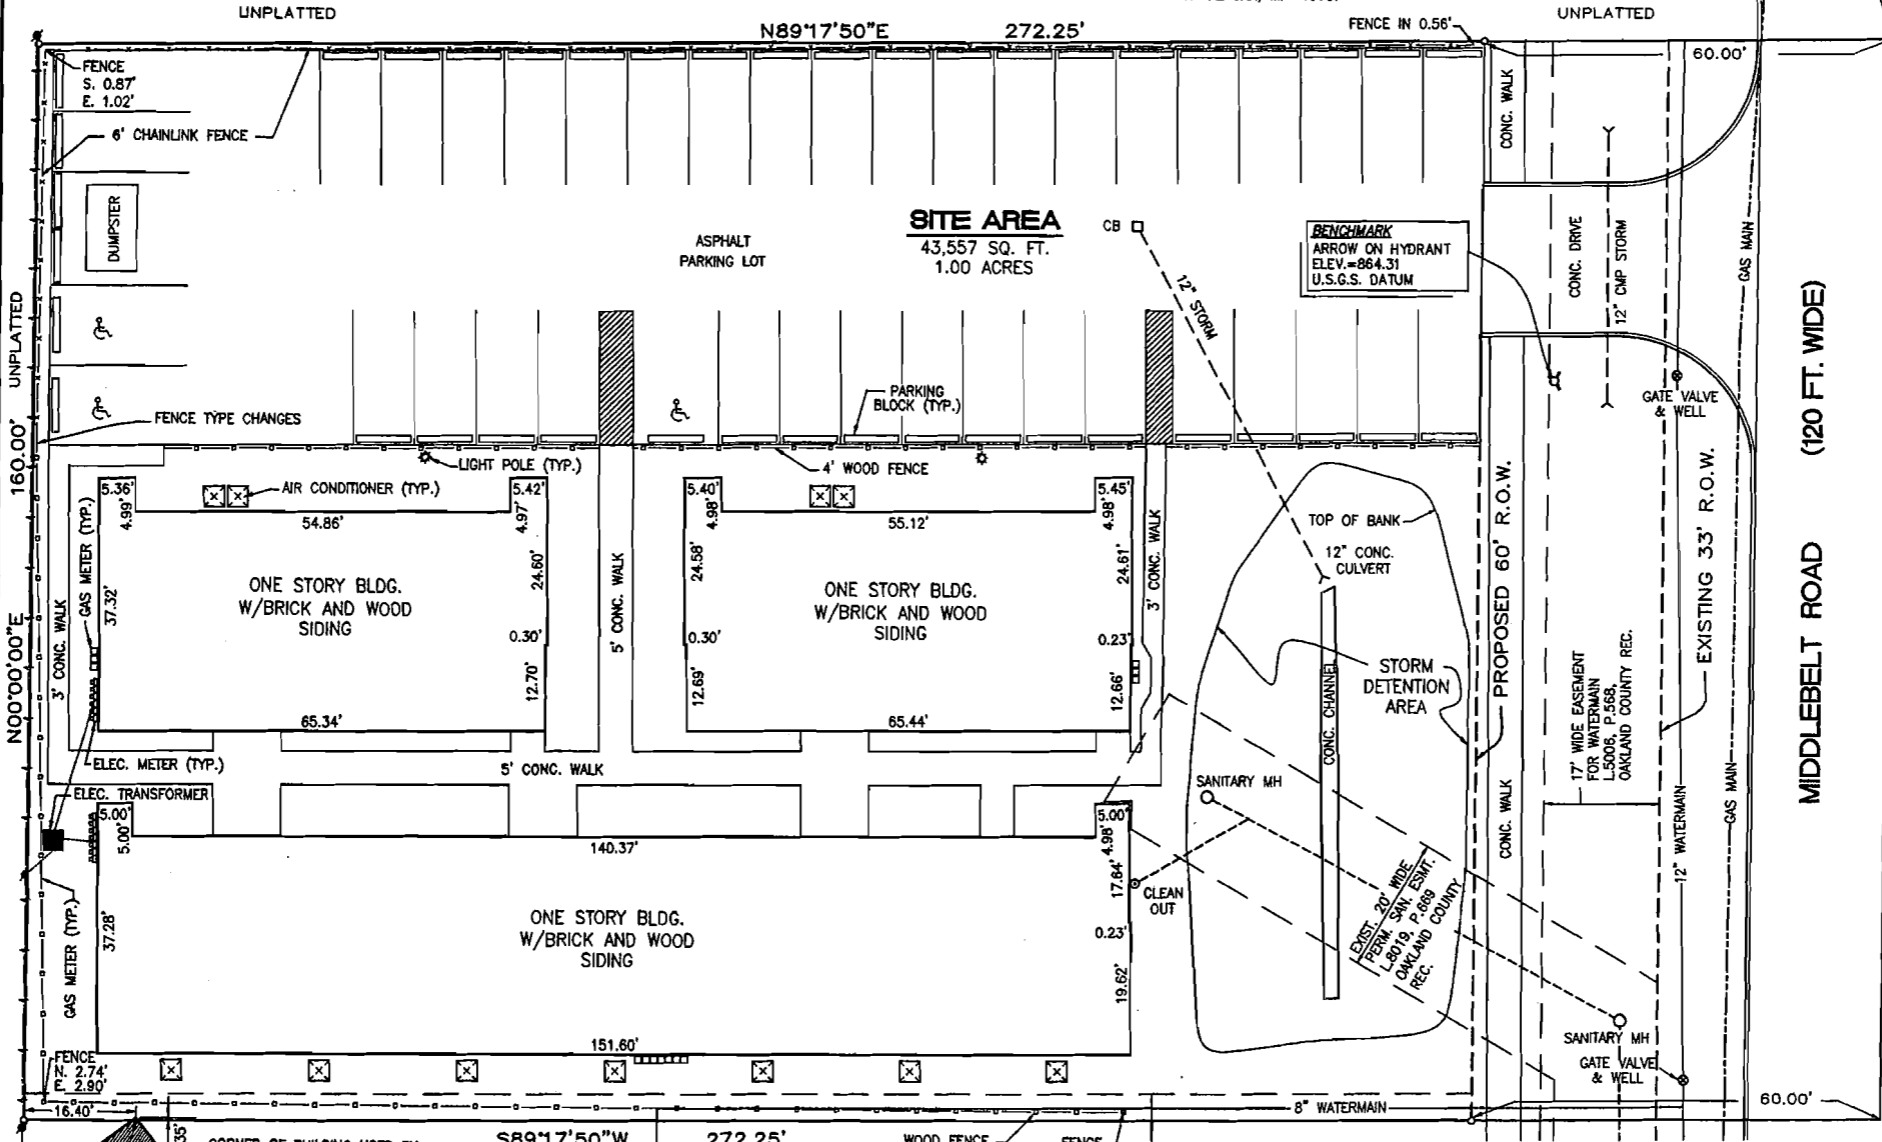 UNPLATTED
N89°17'50"E 272.25'
FENCE IN 0.56'
UNPLATTED
60.00'
FENCE
S. 0.87'
E. 1.02'
6' CHAINLINK FENCE
CONC. WALK
DUMPSTER
ASPHALT
PARKING LOT
SITE AREA
43,557 SQ. FT.
1.00 ACRES
CB
12" STORM
BENCHMARK
ARROW ON HYDRANT
ELEV.=864.31
U.S.G.S. DATUM
CONC. DRIVE
12" CMP STORM
GAS MAIN
UNPLATTED
160.00'
N00°00'00"E
MIDDLEBELT ROAD (120 FT. WIDE)
PARKING
BLOCK (TYP.)
GATE VALVE
& WELL
FENCE TYPE CHANGES
LIGHT POLE (TYP.)
4' WOOD FENCE
AIR CONDITIONER (TYP.)
5.36'
4.99'
54.86'
5.42'
4.97'
5.40'
4.98'
55.12'
5.45'
4.98'
GAS METER (TYP.)
3' CONC. WALK
37.32'
ONE STORY BLDG.
W/BRICK AND WOOD
SIDING
24.60'
0.30'
12.70'
65.34'
5' CONC. WALK
24.58'
0.30'
12.69'
ONE STORY BLDG.
W/BRICK AND WOOD
SIDING
24.61'
0.23'
12.66'
65.44'
3' CONC. WALK
TOP OF BANK
12" CONC.
CULVERT
STORM
DETENTION
AREA
CONC. CHANNEL
PROPOSED 60' R.O.W.
EXISTING 33' R.O.W.
17' WIDE EASEMENT
FOR WATERMAIN
L.5006, P.568,
OAKLAND COUNTY REC.
ELEC. METER (TYP.)
5' CONC. WALK
ELEC. TRANSFORMER
SANITARY MH
CONC. WALK
12" WATERMAIN
GAS MAIN
5.00'
5.00'
140.37'
5.00'
4.98'
17.64'
0.23'
19.62'
CLEAN
OUT
EXIST. 20' WIDE
PERM. SAN. ESMT.
L.8019, P.669
OAKLAND COUNTY
REC.
GAS METER (TYP.)
37.28'
ONE STORY BLDG.
W/BRICK AND WOOD
SIDING
151.60'
SANITARY MH
GATE VALVE
& WELL
FENCE
N. 2.74'
E. 2.90'
16.40'
8" WATERMAIN
60.00'
S89°17'50"W 272.25'
WOOD FENCE
FENCE